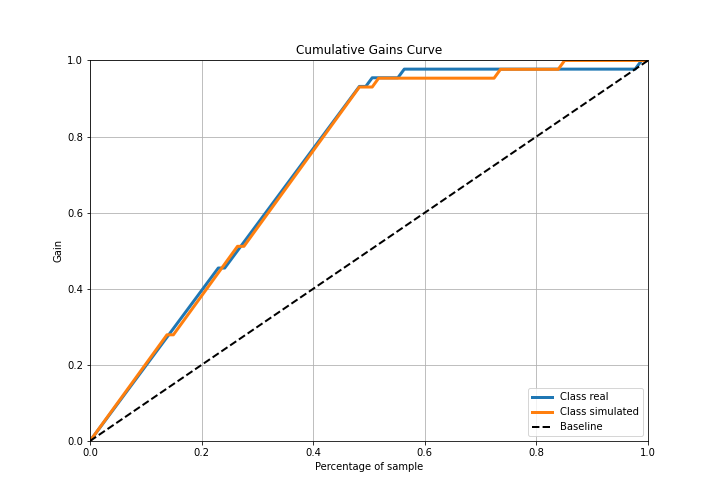 Cumulative Gains Curve
1.0
0.8
0.6
0.4
0.2
0.0
Gain
0.0 0.2 0.4 0.6 0.8 1.0
Percentage of sample
Class real
Class simulated
Baseline